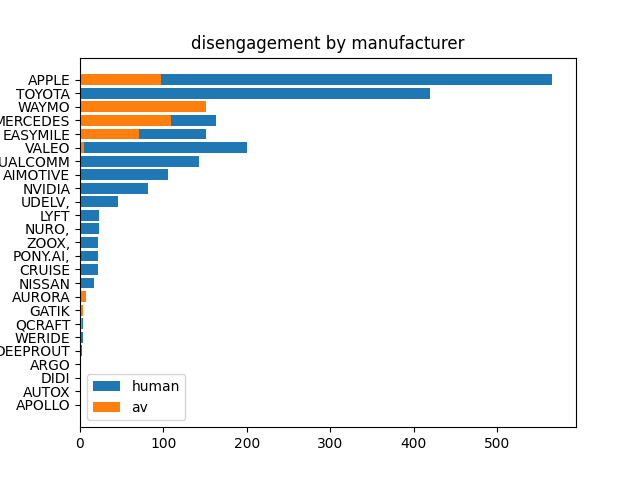 disengagement by manufacturer
APPLE
TOYOTA
WAYMO
MERCEDES
EASYMILE
VALEO
UALCOMM
AIMOTIVE
NVIDIA
UDELV,
LYFT
NURO,
ZOOX,
PONY.AI,
CRUISE
NISSAN
AURORA
GATIK
QCRAFT
WERIDE
DEEPROUT
ARGO
DIDI
AUTOX
APOLLO
human
av
0 100 200 300 400 500